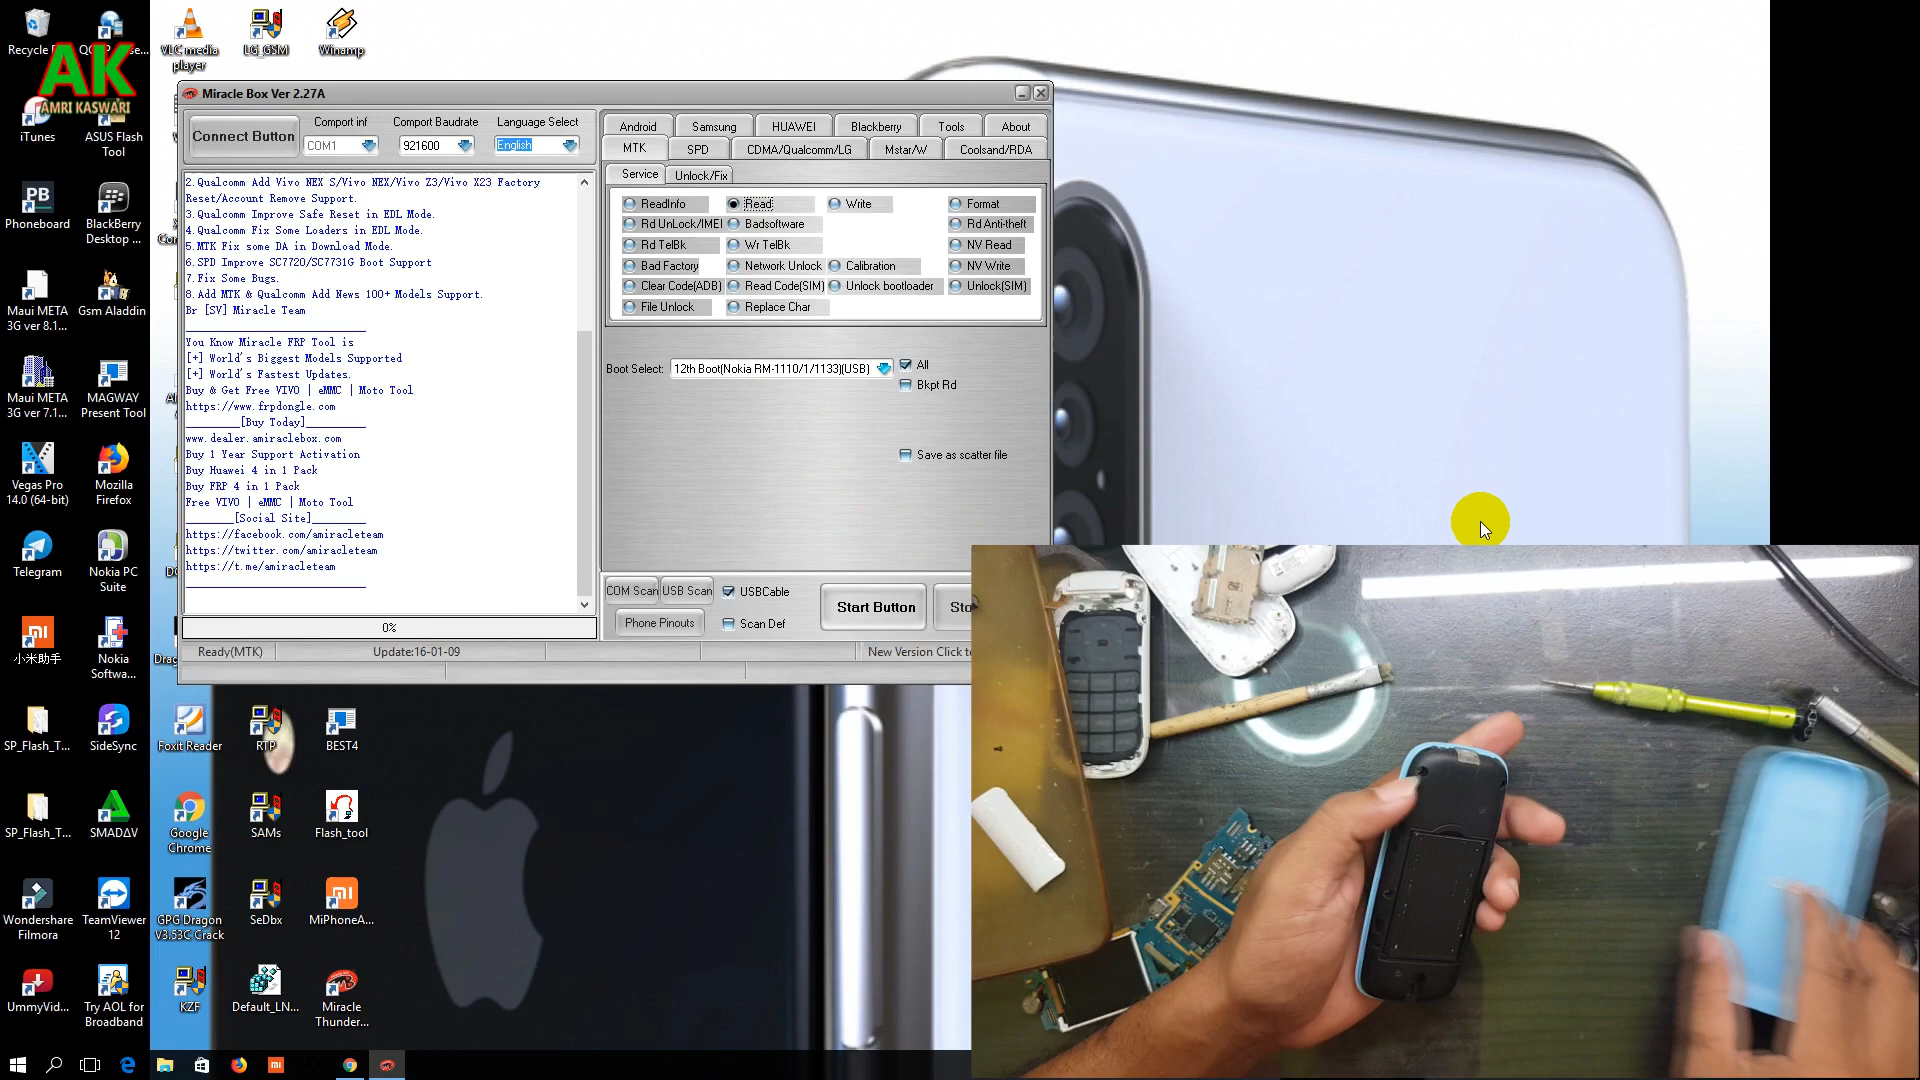 Recycle
VLC media player
LG_GSM
Winamp
AK
AMRI KASWARI
iTunes
ASUS Flash Tool
Phoneboard
BlackBerry Desktop ...
Maui META 3G ver 8.1...
Gsm Aladdin
Maui META 3G ver 7.1...
MAGWAY Present Tool
Vegas Pro 14.0 (64-bit)
Mozilla Firefox
Telegram
Nokia PC Suite
小米助手
Nokia Softwa...
SP_Flash_T...
SideSync
Foxit Reader
RTP
BEST4
SP_Flash_T...
SMADΔV
Google Chrome
SAMs
Flash_tool
Wondershare Filmora
TeamViewer 12
GPG Dragon V3.53C Crack
SeDbx
MiPhoneA...
UmmyVid...
Try AOL for Broadband
KZF
Default_LN...
Miracle Thunder...
Miracle Box Ver 2.27A
Connect Button
Comport inf
Comport Baudrate
Language Select
COM1
921600
English
2.Qualcomm Add Vivo NEX S/Vivo NEX/Vivo Z3/Vivo X23 Factory
Reset/Account Remove Support.
3.Qualcomm Improve Safe Reset in EDL Mode.
4.Qualcomm Fix Some Loaders in EDL Mode.
5.MTK Fix some DA in Download Mode.
6.SPD Improve SC7720/SC7731G Boot Support
7.Fix Some Bugs.
8.Add MTK & Qualcomm Add News 100+ Models Support.
Br [SV] Miracle Team
You Know Miracle FRP Tool is
[+] World's Biggest Models Supported
[+] World's Fastest Updates.
Buy & Get Free VIVO | eMMC | Moto Tool
https://www.frpdongle.com
_________[Buy Today]__________
www.dealer.amiraclebox.com
Buy 1 Year Support Activation
Buy Huawei 4 in 1 Pack
Buy FRP 4 in 1 Pack
Free VIVO | eMMC | Moto Tool
________[Social Site]_________
https://facebook.com/amiracleteam
https://twitter.com/amiracleteam
https://t.me/amiracleteam
0%
Ready(MTK)
Update:16-01-09
New Version Click to
Android
Samsung
HUAWEI
Blackberry
Tools
About
MTK
SPD
CDMA/Qualcomm/LG
Mstar/W
Coolsand/RDA
Service
Unlock/Fix
ReadInfo
Read
Write
Format
Rd UnLock/IMEI
Badsoftware
Rd Anti-theft
Rd TelBk
Wr TelBk
NV Read
Bad Factory
Network Unlock
Calibration
NV Write
Clear Code(ADB)
Read Code(SIM)
Unlock bootloader
Unlock(SIM)
File Unlock
Replace Char
Boot Select:
12th Boot(Nokia RM-1110/1/1133)(USB)
All
Bkpt Rd
Save as scatter file
COM Scan
USB Scan
USBCable
Phone Pinouts
Scan Def
Start Button